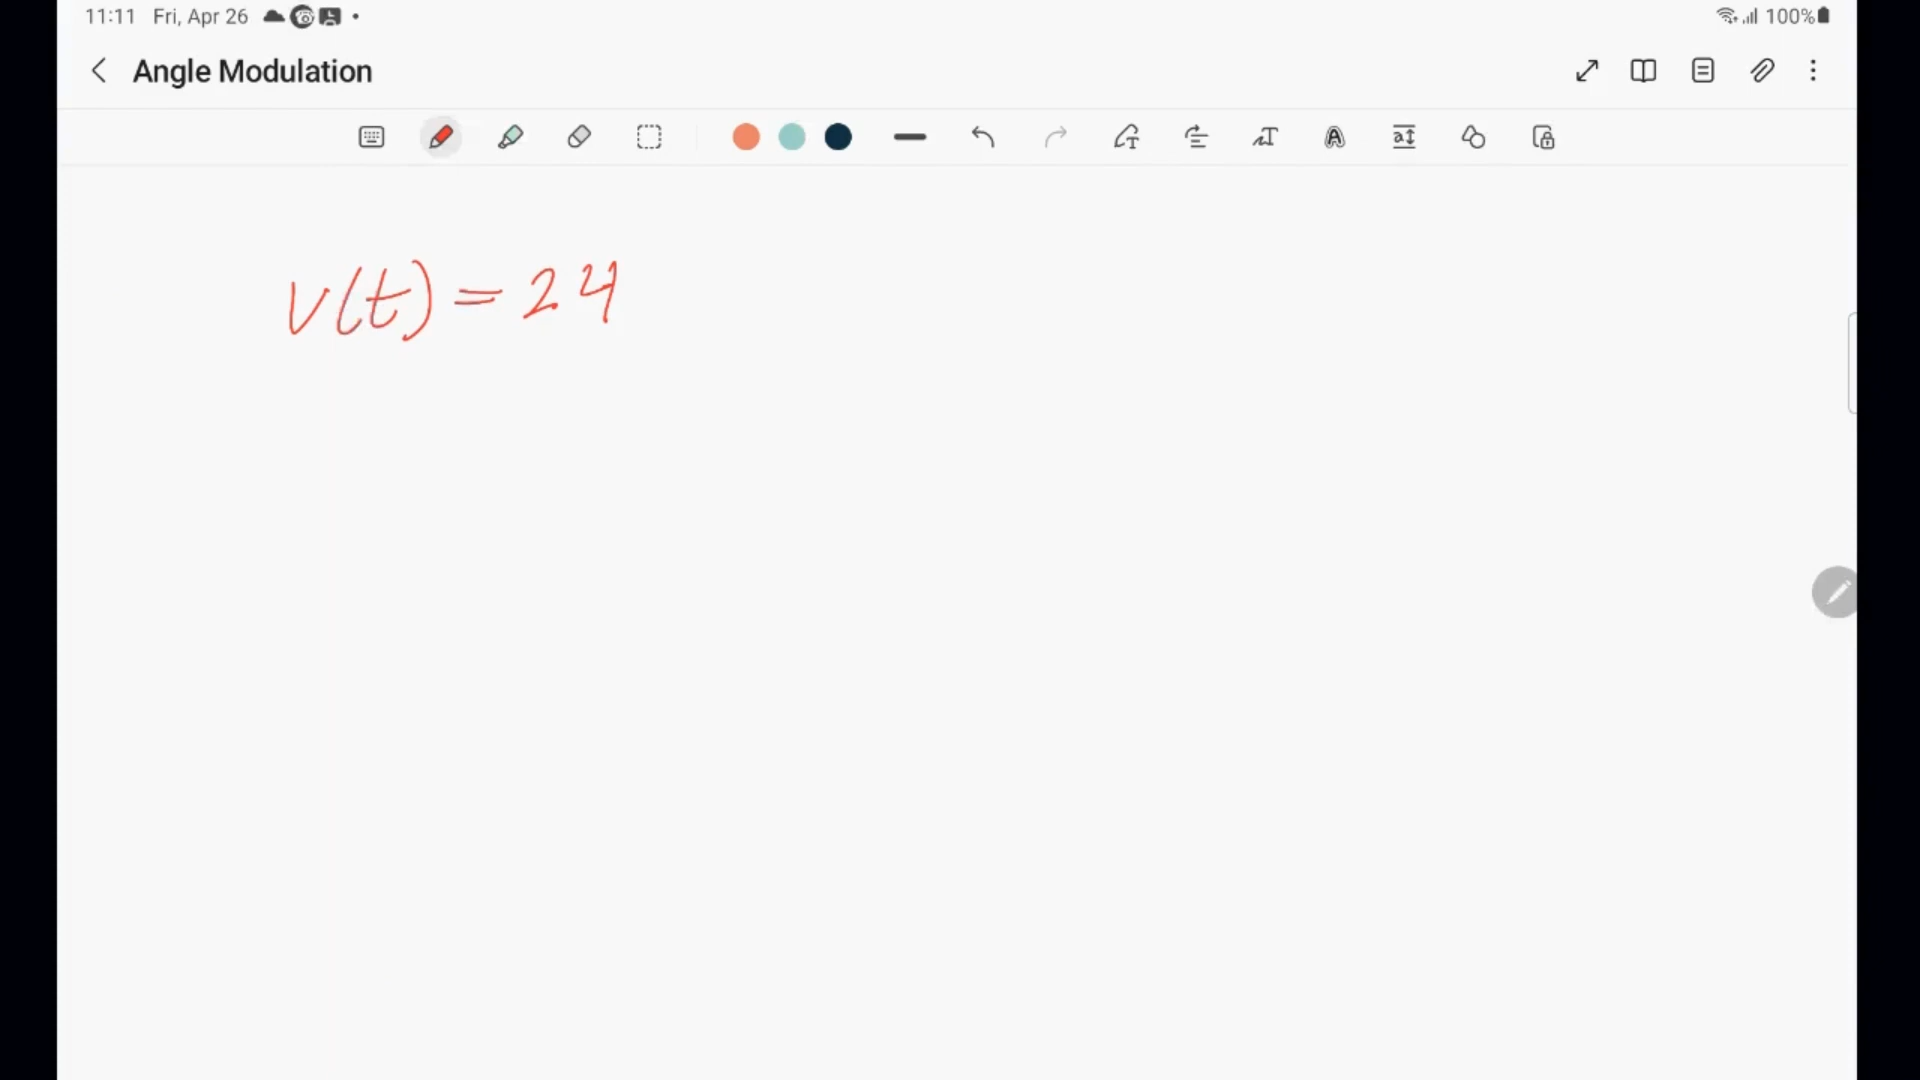 11:11 Fri, Apr 26 100%
Angle Modulation
v(t) = 24